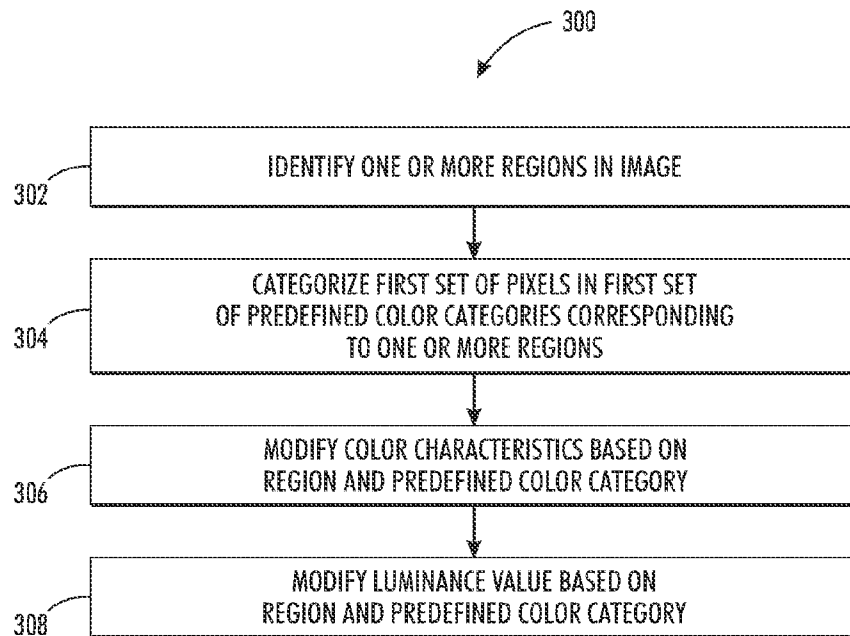 300
302
IDENTIFY ONE OR MORE REGIONS IN IMAGE
304
CATEGORIZE FIRST SET OF PIXELS IN FIRST SET
OF PREDEFINED COLOR CATEGORIES CORRESPONDING
TO ONE OR MORE REGIONS
306
MODIFY COLOR CHARACTERISTICS BASED ON
REGION AND PREDEFINED COLOR CATEGORY
308
MODIFY LUMINANCE VALUE BASED ON
REGION AND PREDEFINED COLOR CATEGORY